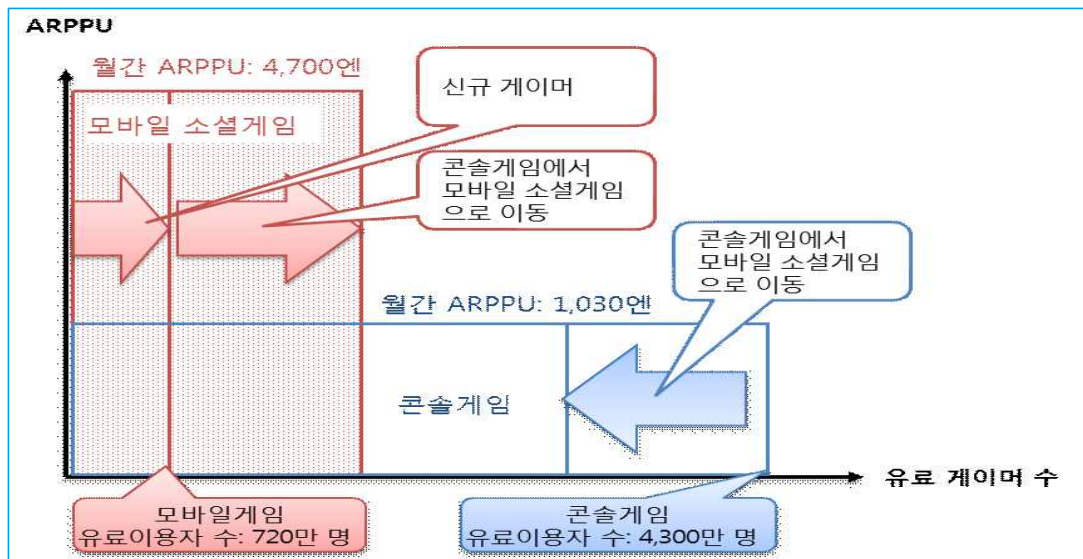 ARPPU
월간 ARPPU: 4,700엔
모바일 소셜게임
신규 게이머
콘솔게임에서
모바일 소셜게임
으로 이동
콘솔게임에서
모바일 소셜게임
으로 이동
월간 ARPPU: 1,030엔
콘솔게임
유료 게이머 수
모바일게임
유료이용자 수: 720만 명
콘솔게임
유료이용자 수: 4,300만 명